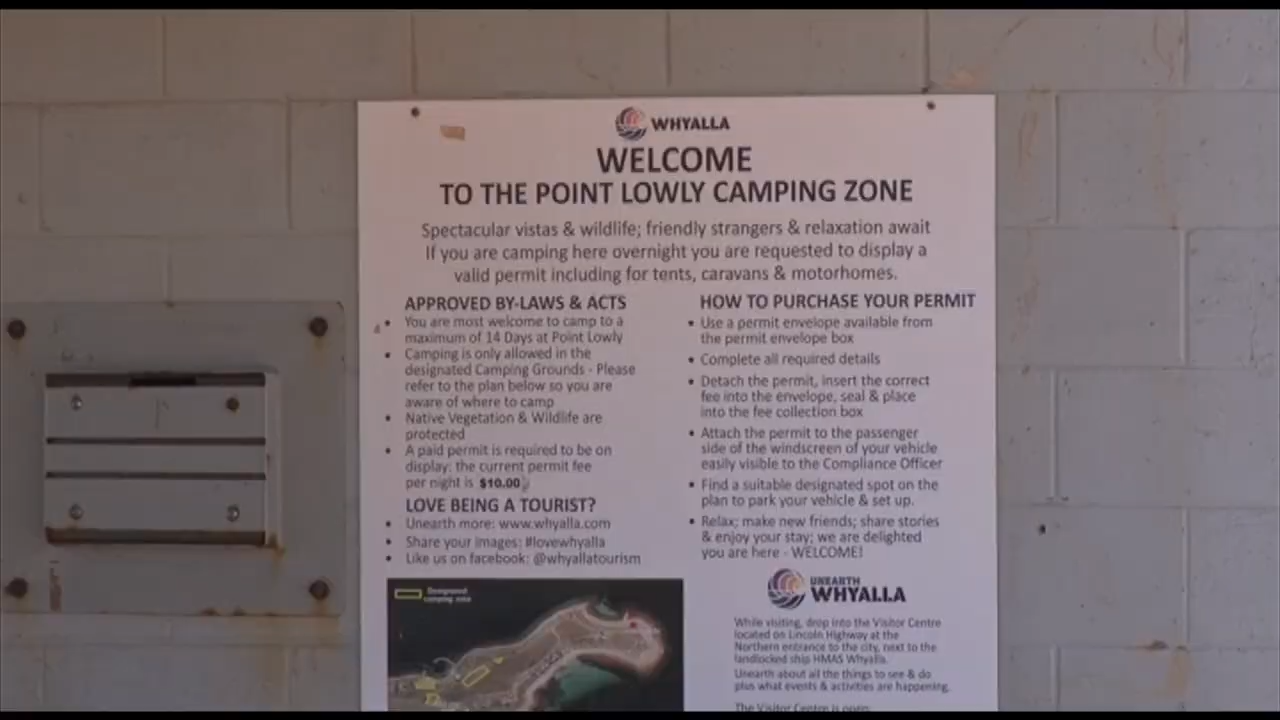 WHYALLA
WELCOME
TO THE POINT LOWLY CAMPING ZONE
Spectacular vistas & wildlife; friendly strangers & relaxation await
If you are camping here overnight you are requested to display a
valid permit including for tents, caravans & motorhomes.
APPROVED BY-LAWS & ACTS
• You are most welcome to camp to a
maximum of 14 Days at Point Lowly
• Camping is only allowed in the
designated Camping Grounds - Please
refer to the plan below so you are
aware of where to camp
• Native Vegetation & Wildlife are
protected
• A paid permit is required to be on
display: the current permit fee
per night is $10.00
LOVE BEING A TOURIST?
• Unearth more: www.whyalla.com
• Share your images: #lovewhyalla
• Like us on facebook: @whyallatourism
Designated
camping zone
HOW TO PURCHASE YOUR PERMIT
• Use a permit envelope available from
the permit envelope box
• Complete all required details
• Detach the permit, insert the correct
fee into the envelope, seal & place
into the fee collection box
• Attach the permit to the passenger
side of the windscreen of your vehicle
easily visible to the Compliance Officer
• Find a suitable designated spot on the
plan to park your vehicle & set up.
• Relax; make new friends; share stories
& enjoy your stay; we are delighted
you are here - WELCOME!
UNEARTH
WHYALLA
While visiting, drop into the Visitor Centre
located on Lincoln Highway at the
Northern entrance to the city, next to the
landlocked ship HMAS Whyalla.
Unearth about all the things to see & do
plus what events & activities are happening.
The Visitor Centre is open: